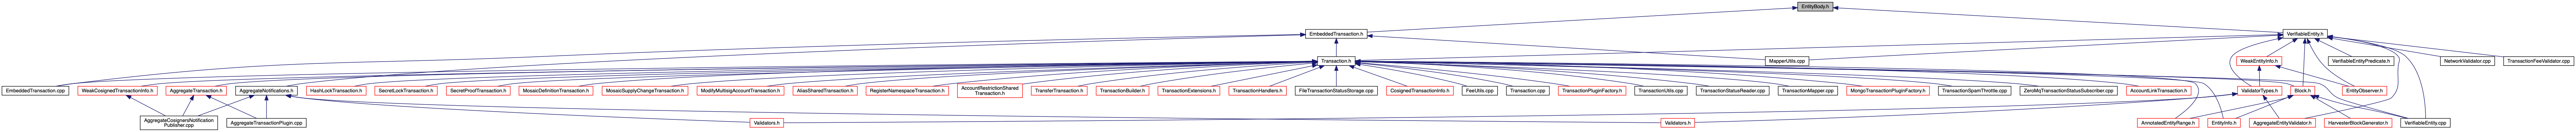 EntityBody.h
EmbeddedTransaction.h
VerifiableEntity.h
Transaction.h
MapperUtils.cpp
WeakEntityInfo.h
VerifiableEntityPredicate.h
NetworkValidator.cpp
TransactionFeeValidator.cpp
EmbeddedTransaction.cpp
WeakCosignedTransactionInfo.h
AggregateTransaction.h
AggregateNotifications.h
HashLockTransaction.h
SecretLockTransaction.h
SecretProofTransaction.h
MosaicDefinitionTransaction.h
MosaicSupplyChangeTransaction.h
ModifyMultisigAccountTransaction.h
AliasSharedTransaction.h
RegisterNamespaceTransaction.h
AccountRestrictionShared
Transaction.h
TransferTransaction.h
TransactionBuilder.h
TransactionExtensions.h
TransactionHandlers.h
FileTransactionStatusStorage.cpp
CosignedTransactionInfo.h
FeeUtils.cpp
Transaction.cpp
TransactionPluginFactory.h
TransactionUtils.cpp
TransactionStatusReader.cpp
TransactionMapper.cpp
MongoTransactionPluginFactory.h
TransactionSpamThrottle.cpp
ZeroMqTransactionStatusSubscriber.cpp
AccountLinkTransaction.h
ValidatorTypes.h
Block.h
EntityObserver.h
AggregateCosignersNotification
Publisher.cpp
AggregateTransactionPlugin.cpp
Validators.h
Validators.h
AnnotatedEntityRange.h
EntityInfo.h
AggregateEntityValidator.h
HarvesterBlockGenerator.h
VerifiableEntity.cpp